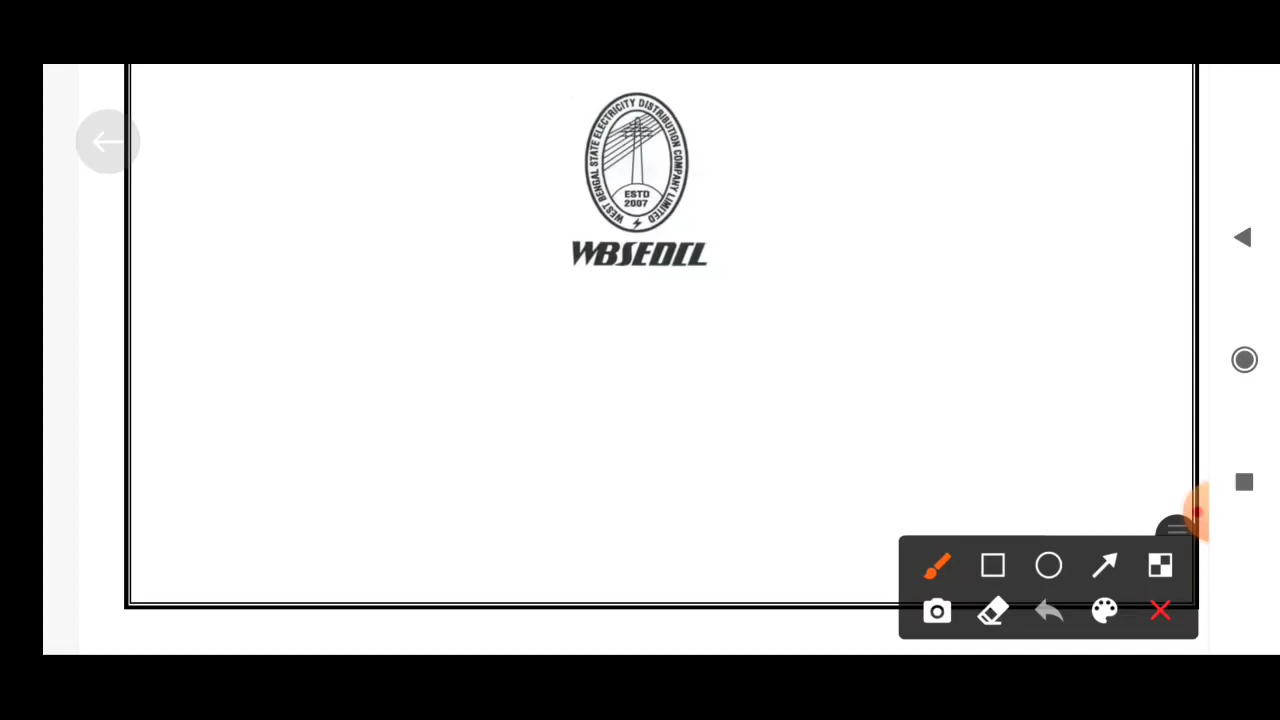 WEST BENGAL STATE ELECTRICITY DISTRIBUTION COMPANY LIMITED
ESTD
2007
WBSEDCL